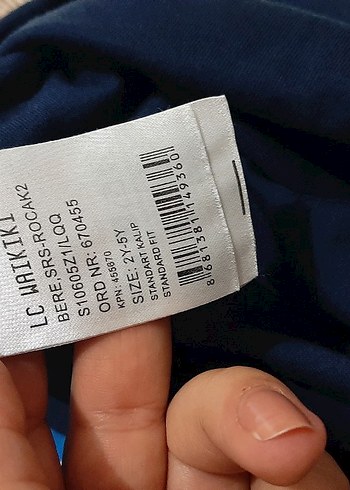 LC WAIKIKI
BERE.SRS-ROCAK2
S10605Z1/LQQ
ORD NR: 670455
KPN: 455670
SIZE: 2Y-5Y
STANDART KALIP
STANDARD FIT
8681381149360